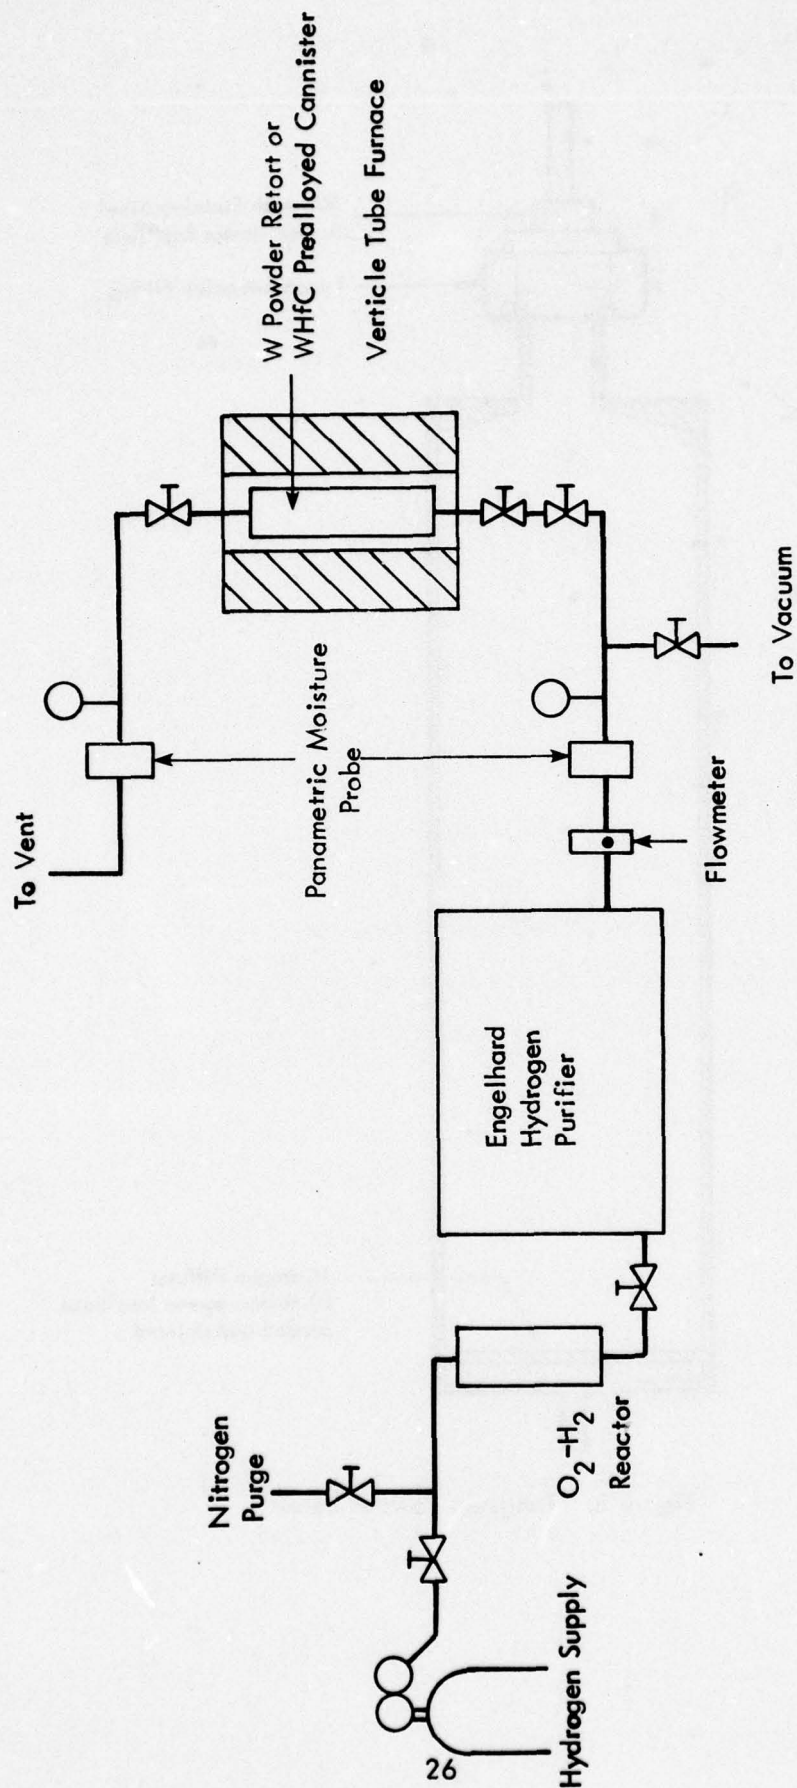 To Vent
W Powder Retort or
WHfC Prealloyed Cannister
Verticle Tube Furnace
Panametric Moisture
Probe
To Vacuum
Flowmeter
Engelhard
Hydrogen
Purifier
Nitrogen
Purge
O2-H2
Reactor
Hydrogen Supply
26